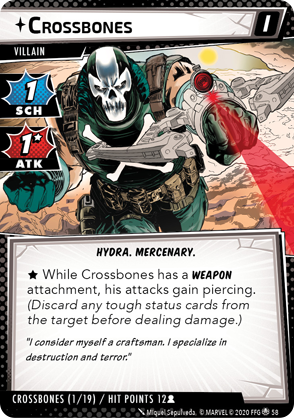 CROSSBONES
I
VILLAIN
1
SCH
1★
ATK
HYDRA. MERCENARY.
★ While Crossbones has a WEAPON
attachment, his attacks gain piercing.
(Discard any tough status cards from
the target before dealing damage.)
"I consider myself a craftsman. I specialize in
destruction and terror."
CROSSBONES (1/19) / HIT POINTS 12
Miquel Sepulveda. © MARVEL © 2020 FFG 58